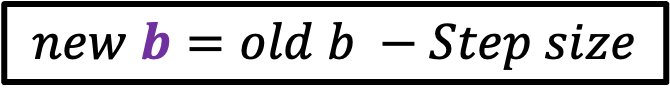 new b = old b − Step size